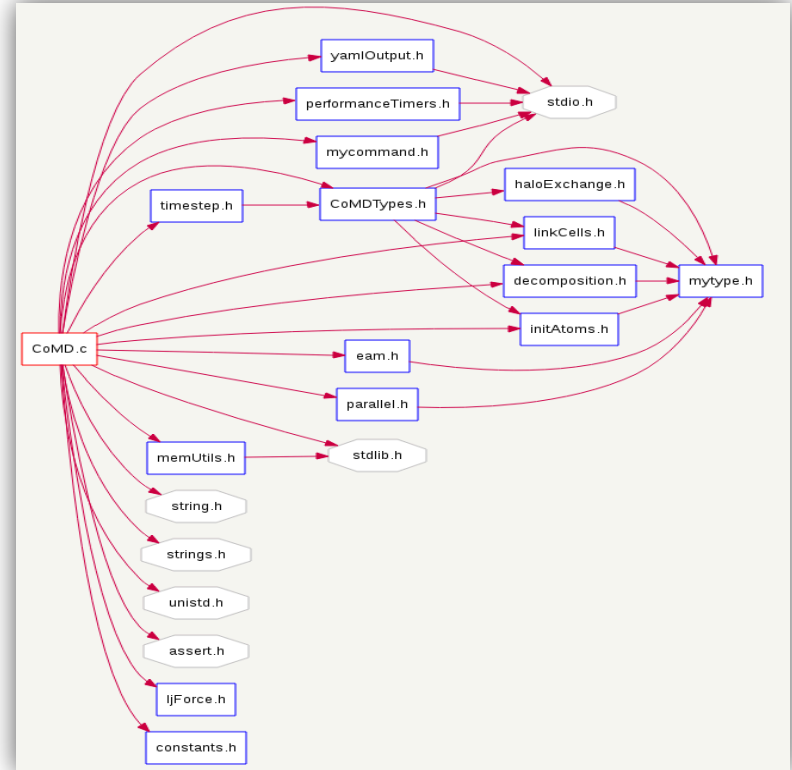 yamlOutput.h
stdio.h
performanceTimers.h
mycommand.h
haloExchange.h
timestep.h
CoMDTypes.h
linkCells.h
decomposition.h
mytype.h
initAtoms.h
CoMD.c
eam.h
parallel.h
memUtils.h
stdlib.h
string.h
strings.h
unistd.h
assert.h
ljForce.h
constants.h